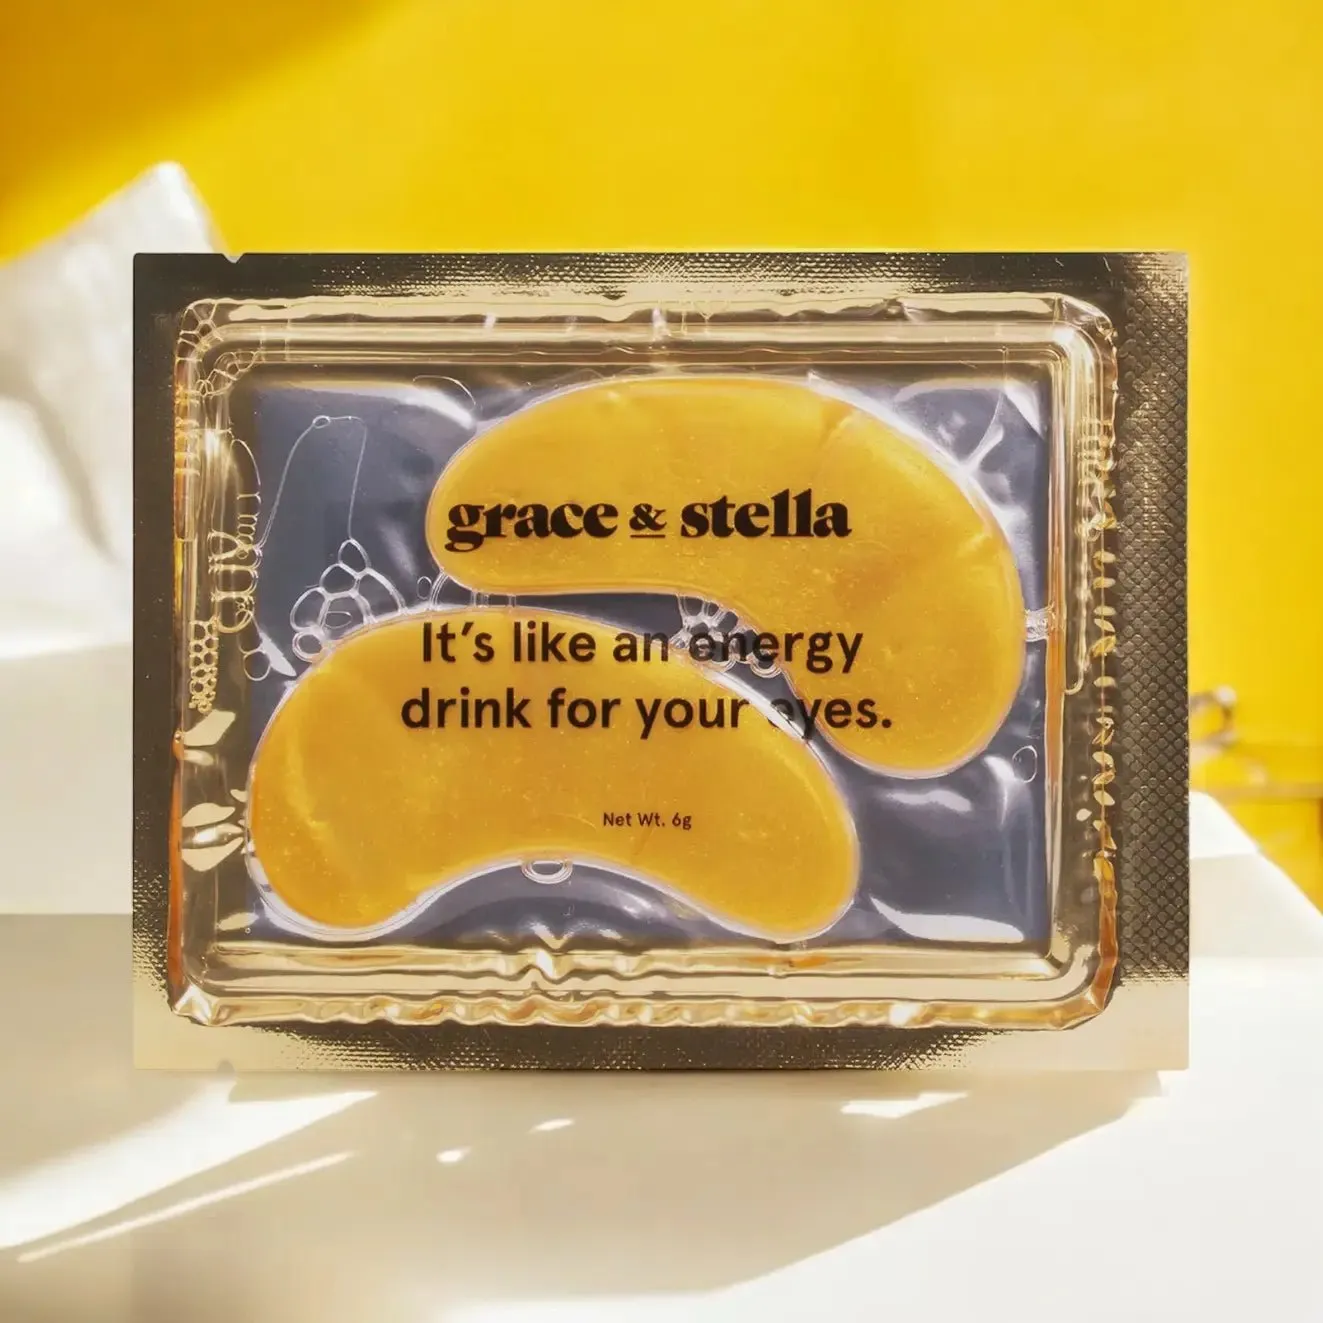 grace & stella
It's like an energy
drink for your eyes.
Net Wt. 6g